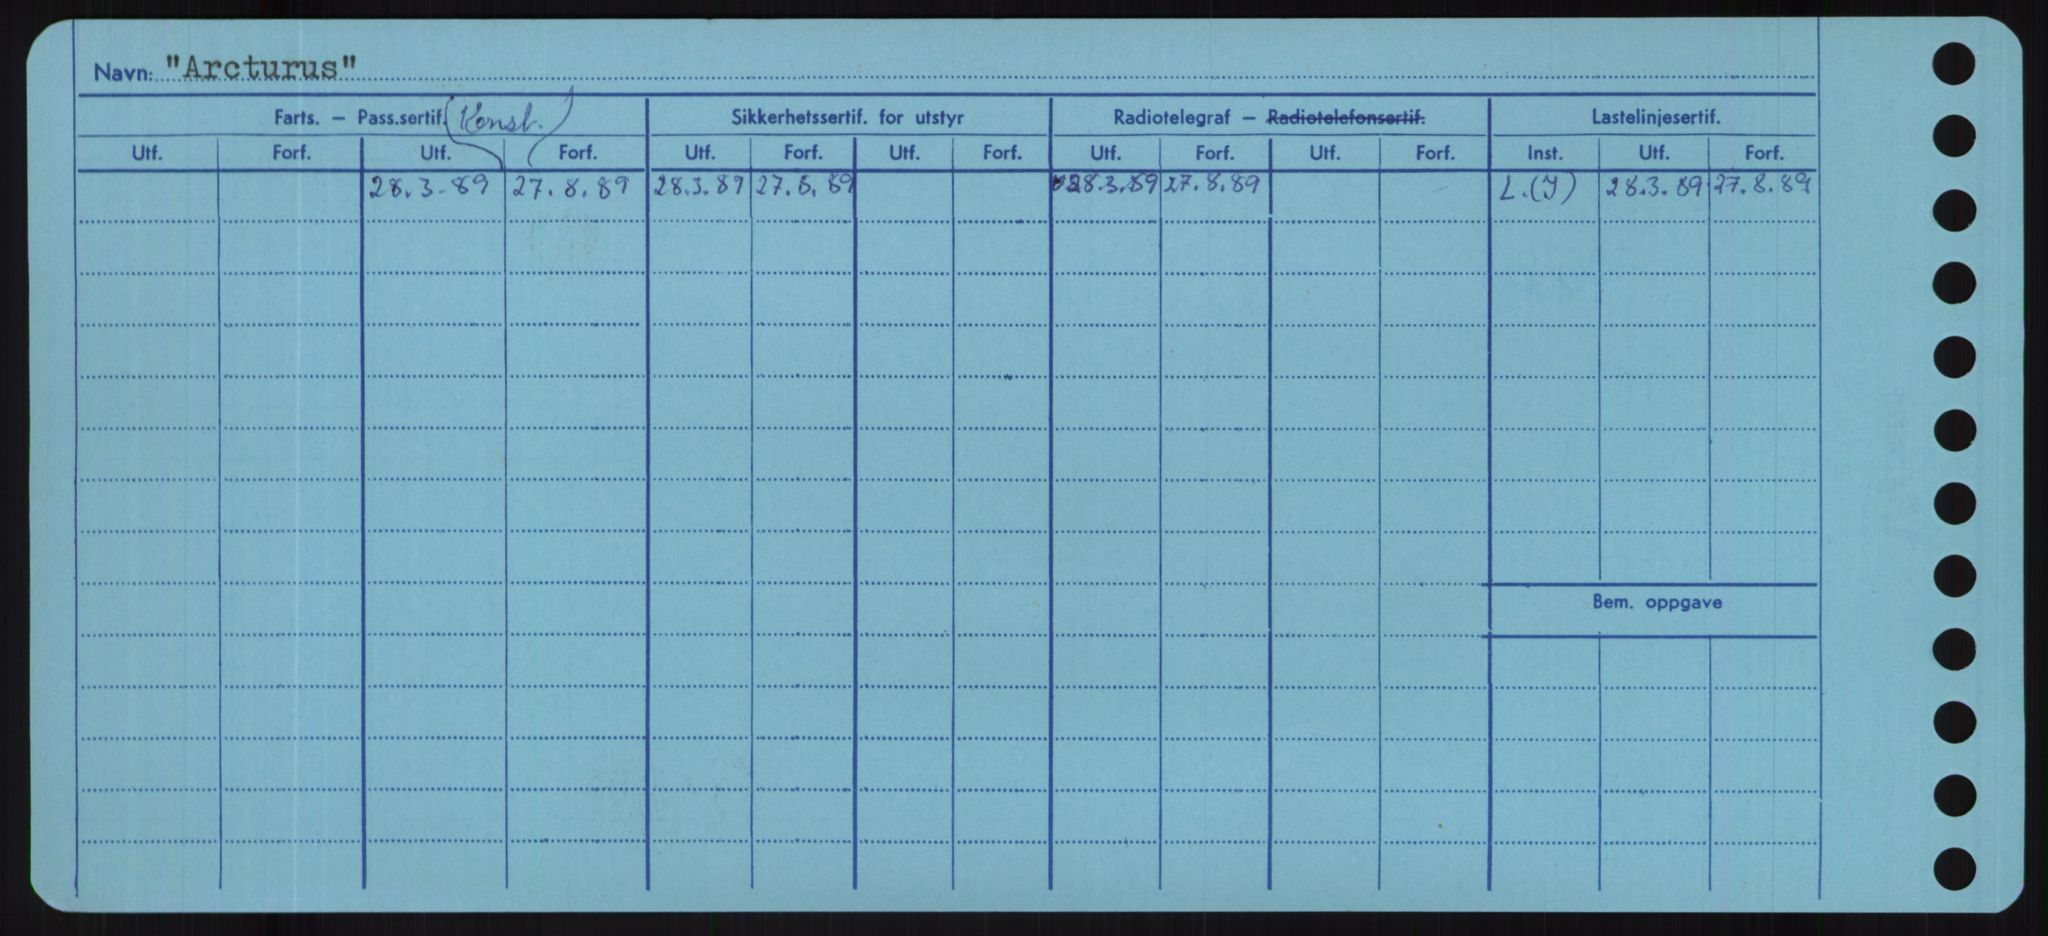 Navn: "Arcturus"
Farts. – Pass.sertif. (Konst.) Sikkerhetssertif. for utstyr Radiotelegraf – Radiotelefonsertif. Lastelinjesertif.
Utf. Forf. Utf. Forf. Utf. Forf. Utf. Forf. Utf. Forf. Utf. Forf. Inst. Utf. Forf.
28.3.89 27.8.89 28.3.89 27.8.89 28.3.89 27.8.89 L.(Y) 28.3.89 27.8.89
Bem. oppgave